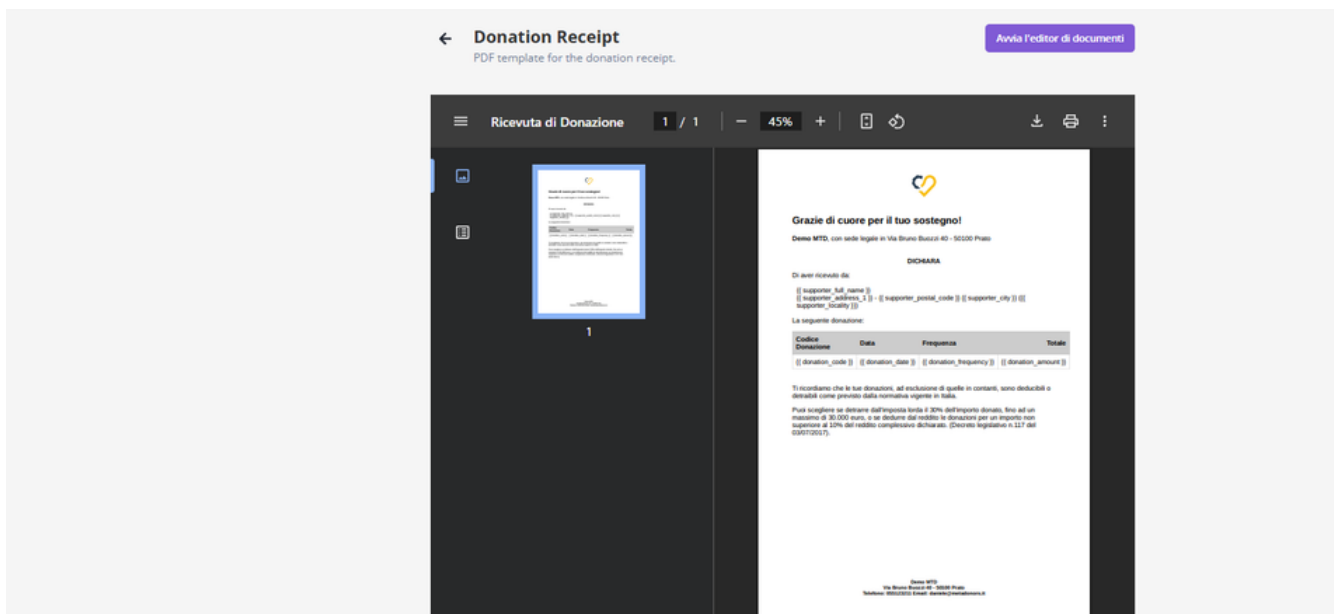 Donation Receipt
Avvia l'editor di documenti
PDF template for the donation receipt.
Ricevuta di Donazione 1 / 1 45%
1
Grazie di cuore per il tuo sostegno!
Demo MTD, con sede legale in Via Bruno Buozzi 40 - 50100 Prato
DICHIARA
Di aver ricevuto da:
{{ supporter_full_name }}
{{ supporter_address_1 }} - {{ supporter_postal_code }} {{ supporter_city }} ({{
supporter_locality }})
La seguente donazione:
Codice Donazione Data Frequenza Totale
{{ donation_code }} {{ donation_date }} {{ donation_frequency }} {{ donation_amount }}
Ti ricordiamo che le tue donazioni, ad esclusione di quelle in contanti, sono deducibili o
detraibili come previsto dalla normativa vigente in Italia.
Puoi scegliere se detrarre dall'imposta lorda il 30% dell'importo donato, fino ad un
massimo di 30.000 euro, o se dedurre dal reddito le donazioni per un importo non
superiore al 10% del reddito complessivo dichiarato. (Decreto legislativo n.117 del
03/07/2017).
Demo MTD
Via Bruno Buozzi 40 - 50100 Prato
Telefono: Email: